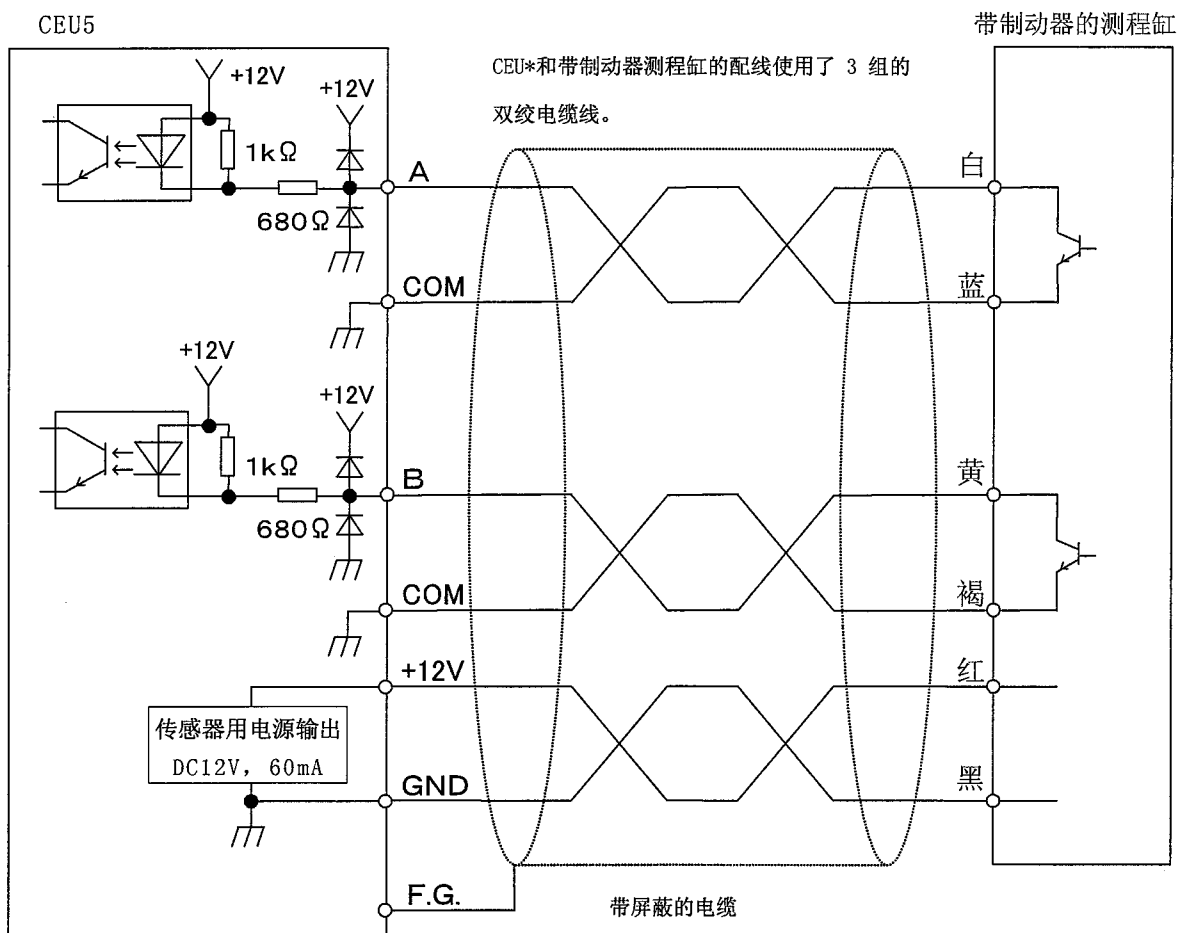 CEU5
带制动器的测程缸
CEU*和带制动器测程缸的配线使用了 3 组的
双绞电缆线。
+12V
+12V
1kΩ
680Ω
A
白
COM
蓝
+12V
+12V
1kΩ
680Ω
B
黄
COM
褐
+12V
红
传感器用电源输出
DC12V, 60mA
GND
黑
F.G.
带屏蔽的电缆